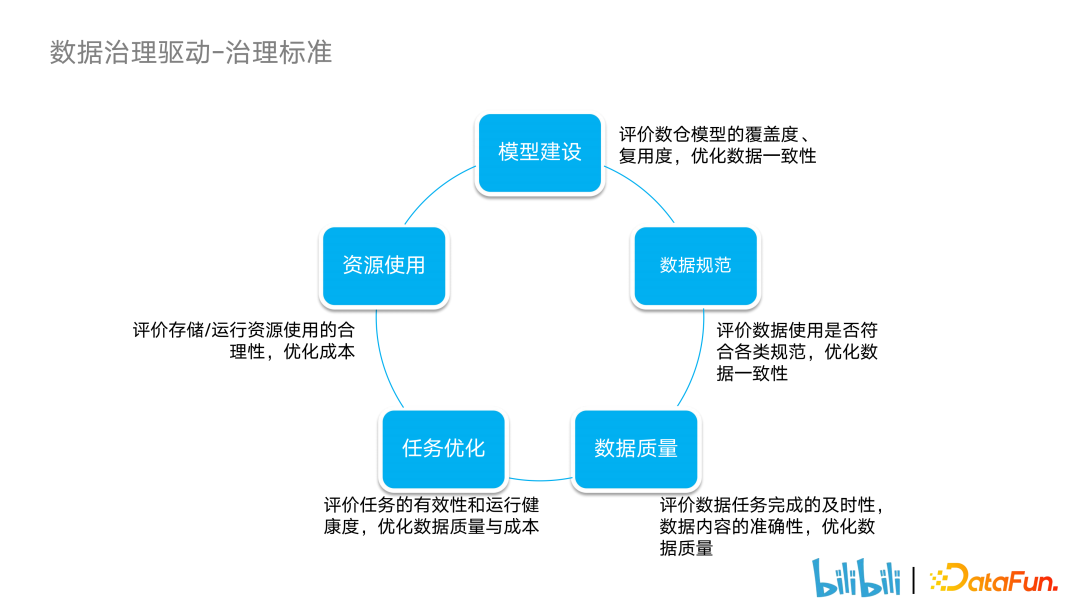 数据治理驱动-治理标准
模型建设
评价数仓模型的覆盖度、
复用度，优化数据一致性
资源使用
数据规范
评价存储/运行资源使用的合
理性，优化成本
评价数据使用是否符
合各类规范，优化数
据一致性
任务优化
数据质量
评价任务的有效性和运行健
康度，优化数据质量与成本
评价数据任务完成的及时性，
数据内容的准确性，优化数
据质量
bilibili | DataFun.